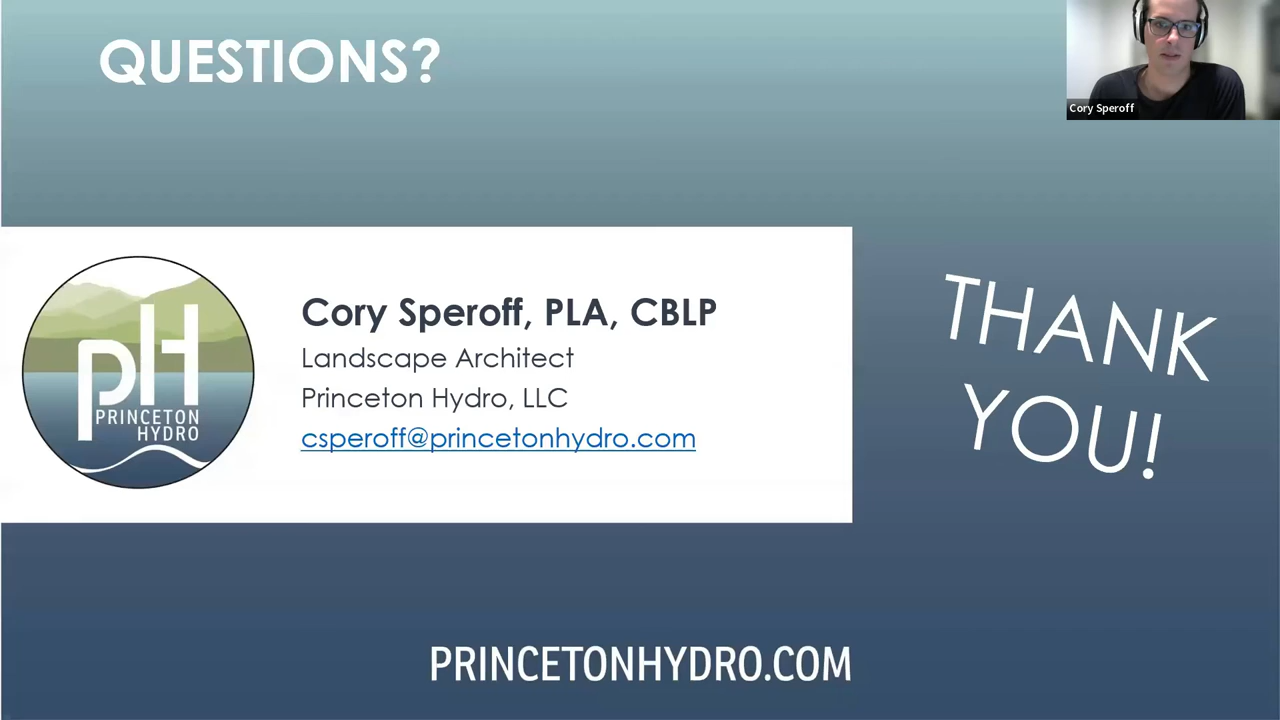 QUESTIONS?
Cory Speroff
Cory Speroff, PLA, CBLP
Landscape Architect
Princeton Hydro, LLC
csperoff@princetonhydro.com
pH
PRINCETON
HYDRO
THANK
YOU!
PRINCETONHYDRO.COM